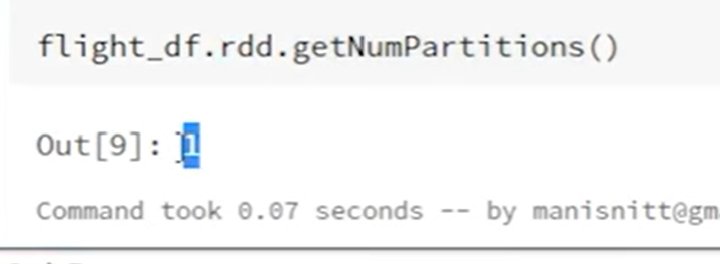 flight_df.rdd.getNumPartitions()
Out[9]: 1
Command took 0.07 seconds -- by manisnitt@gm